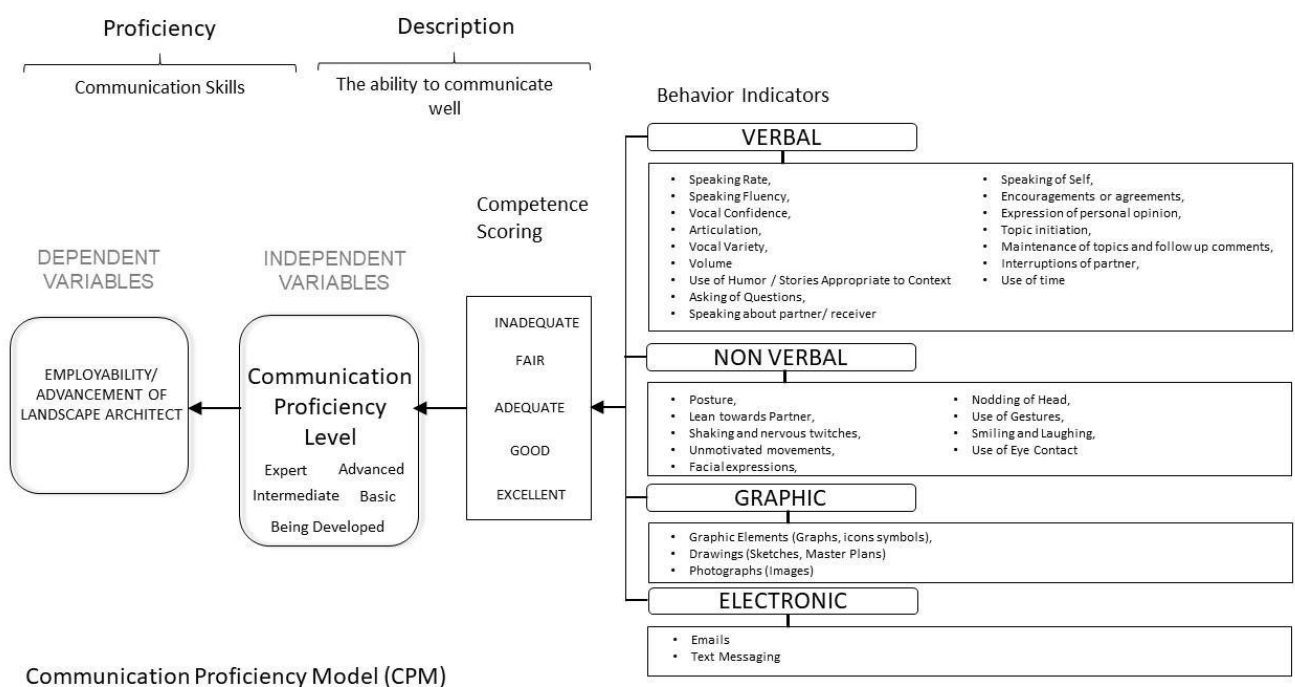 Proficiency
Description
Communication Skills
The ability to communicate
well
Behavior Indicators
VERBAL
• Speaking Rate,
• Speaking Fluency,
• Vocal Confidence,
• Articulation,
• Vocal Variety,
• Volume
• Use of Humor / Stories Appropriate to Context
• Asking of Questions,
• Speaking about partner/ receiver
• Speaking of Self,
• Encouragements or agreements,
• Expression of personal opinion,
• Topic initiation,
• Maintenance of topics and follow up comments,
• Interruptions of partner,
• Use of time
Competence
Scoring
DEPENDENT
VARIABLES
INDEPENDENT
VARIABLES
EMPLOYABILITY/
ADVANCEMENT OF
LANDSCAPE ARCHITECT
Communication
Proficiency
Level
Expert Advanced
Intermediate Basic
Being Developed
INADEQUATE
FAIR
ADEQUATE
GOOD
EXCELLENT
NON VERBAL
• Posture,
• Lean towards Partner,
• Shaking and nervous twitches,
• Unmotivated movements,
• Facial expressions,
• Nodding of Head,
• Use of Gestures,
• Smiling and Laughing,
• Use of Eye Contact
GRAPHIC
• Graphic Elements (Graphs, icons symbols),
• Drawings (Sketches, Master Plans)
• Photographs (Images)
ELECTRONIC
• Emails
• Text Messaging
Communication Proficiency Model (CPM)